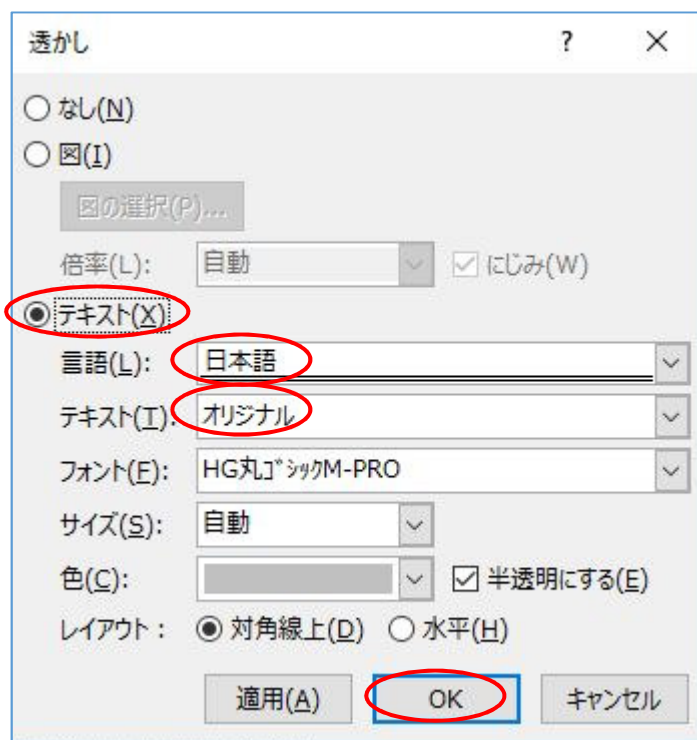 透かし ?
なし(N)
図(I)
図の選択(P)...
倍率(L): 自動 にじみ(W)
テキスト(X)
言語(L): 日本語
テキスト(T): オリジナル
フォント(F): HG丸ｺﾞｼｯｸM-PRO
サイズ(S): 自動
色(C): 半透明にする(E)
レイアウト： 対角線上(D) 水平(H)
適用(A) OK キャンセル